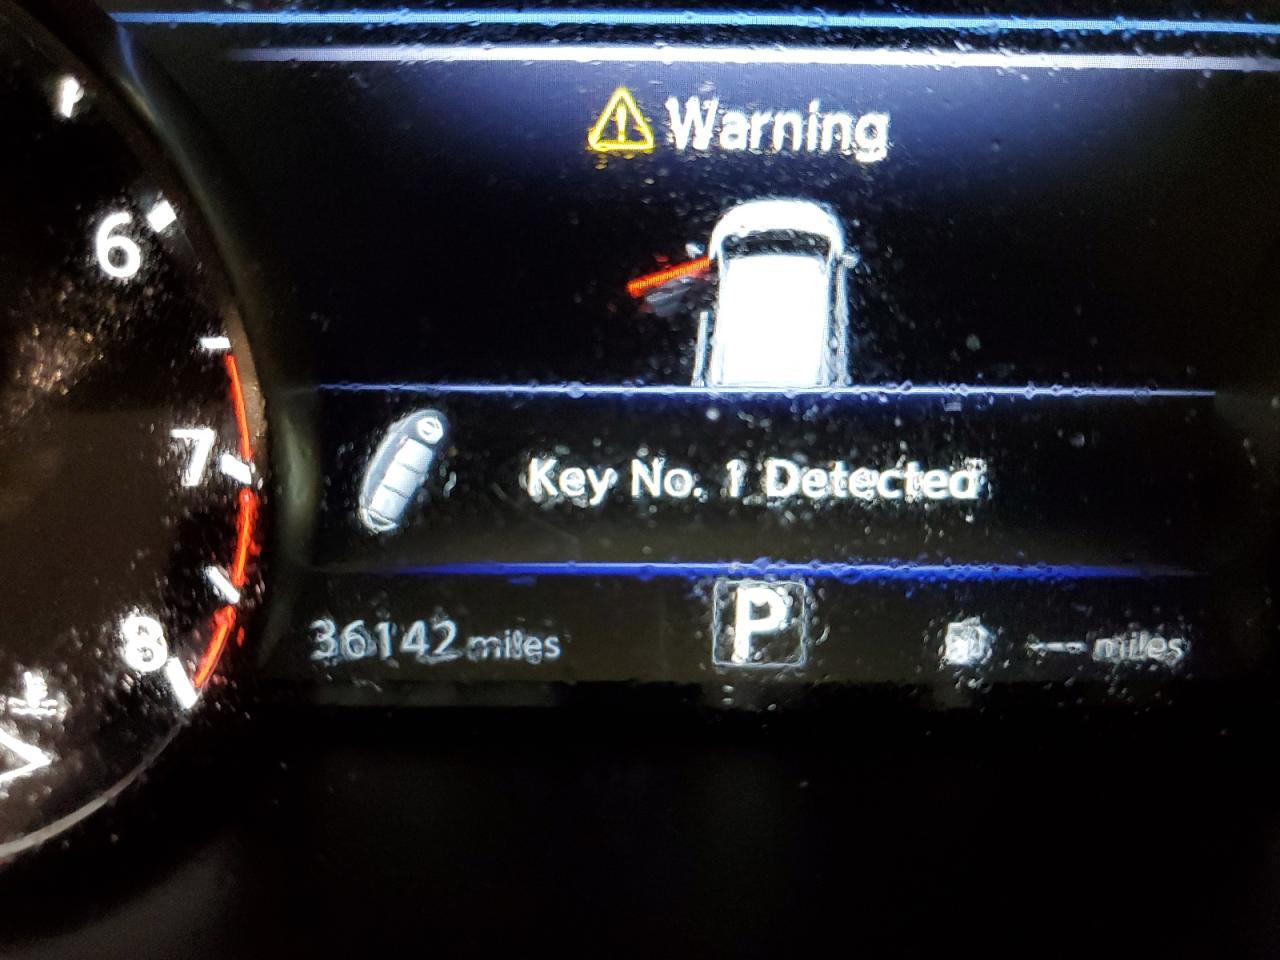 Warning
6
7
Key No. 1 Detected
8
36142 miles
P
--- miles